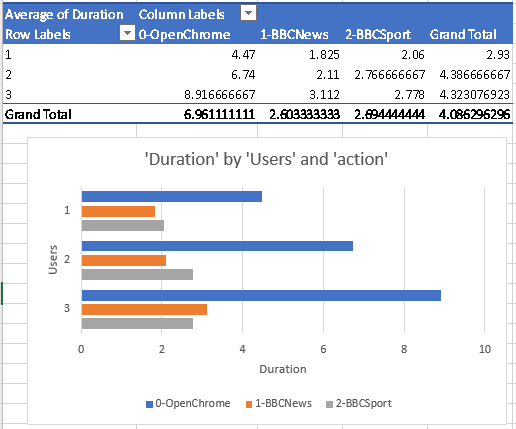 Average of Duration Column Labels
Row Labels 0-OpenChrome 1-BBCNews 2-BBCSport Grand Total
1 4.47 1.825 2.06 2.93
2 6.74 2.11 2.766666667 4.386666667
3 8.916666667 3.112 2.778 4.323076923
Grand Total 6.961111111 2.603333333 2.694444444 4.086296296
'Duration' by 'Users' and 'action'
Users
1
2
3
0 2 4 6 8 10
Duration
0-OpenChrome 1-BBCNews 2-BBCSport